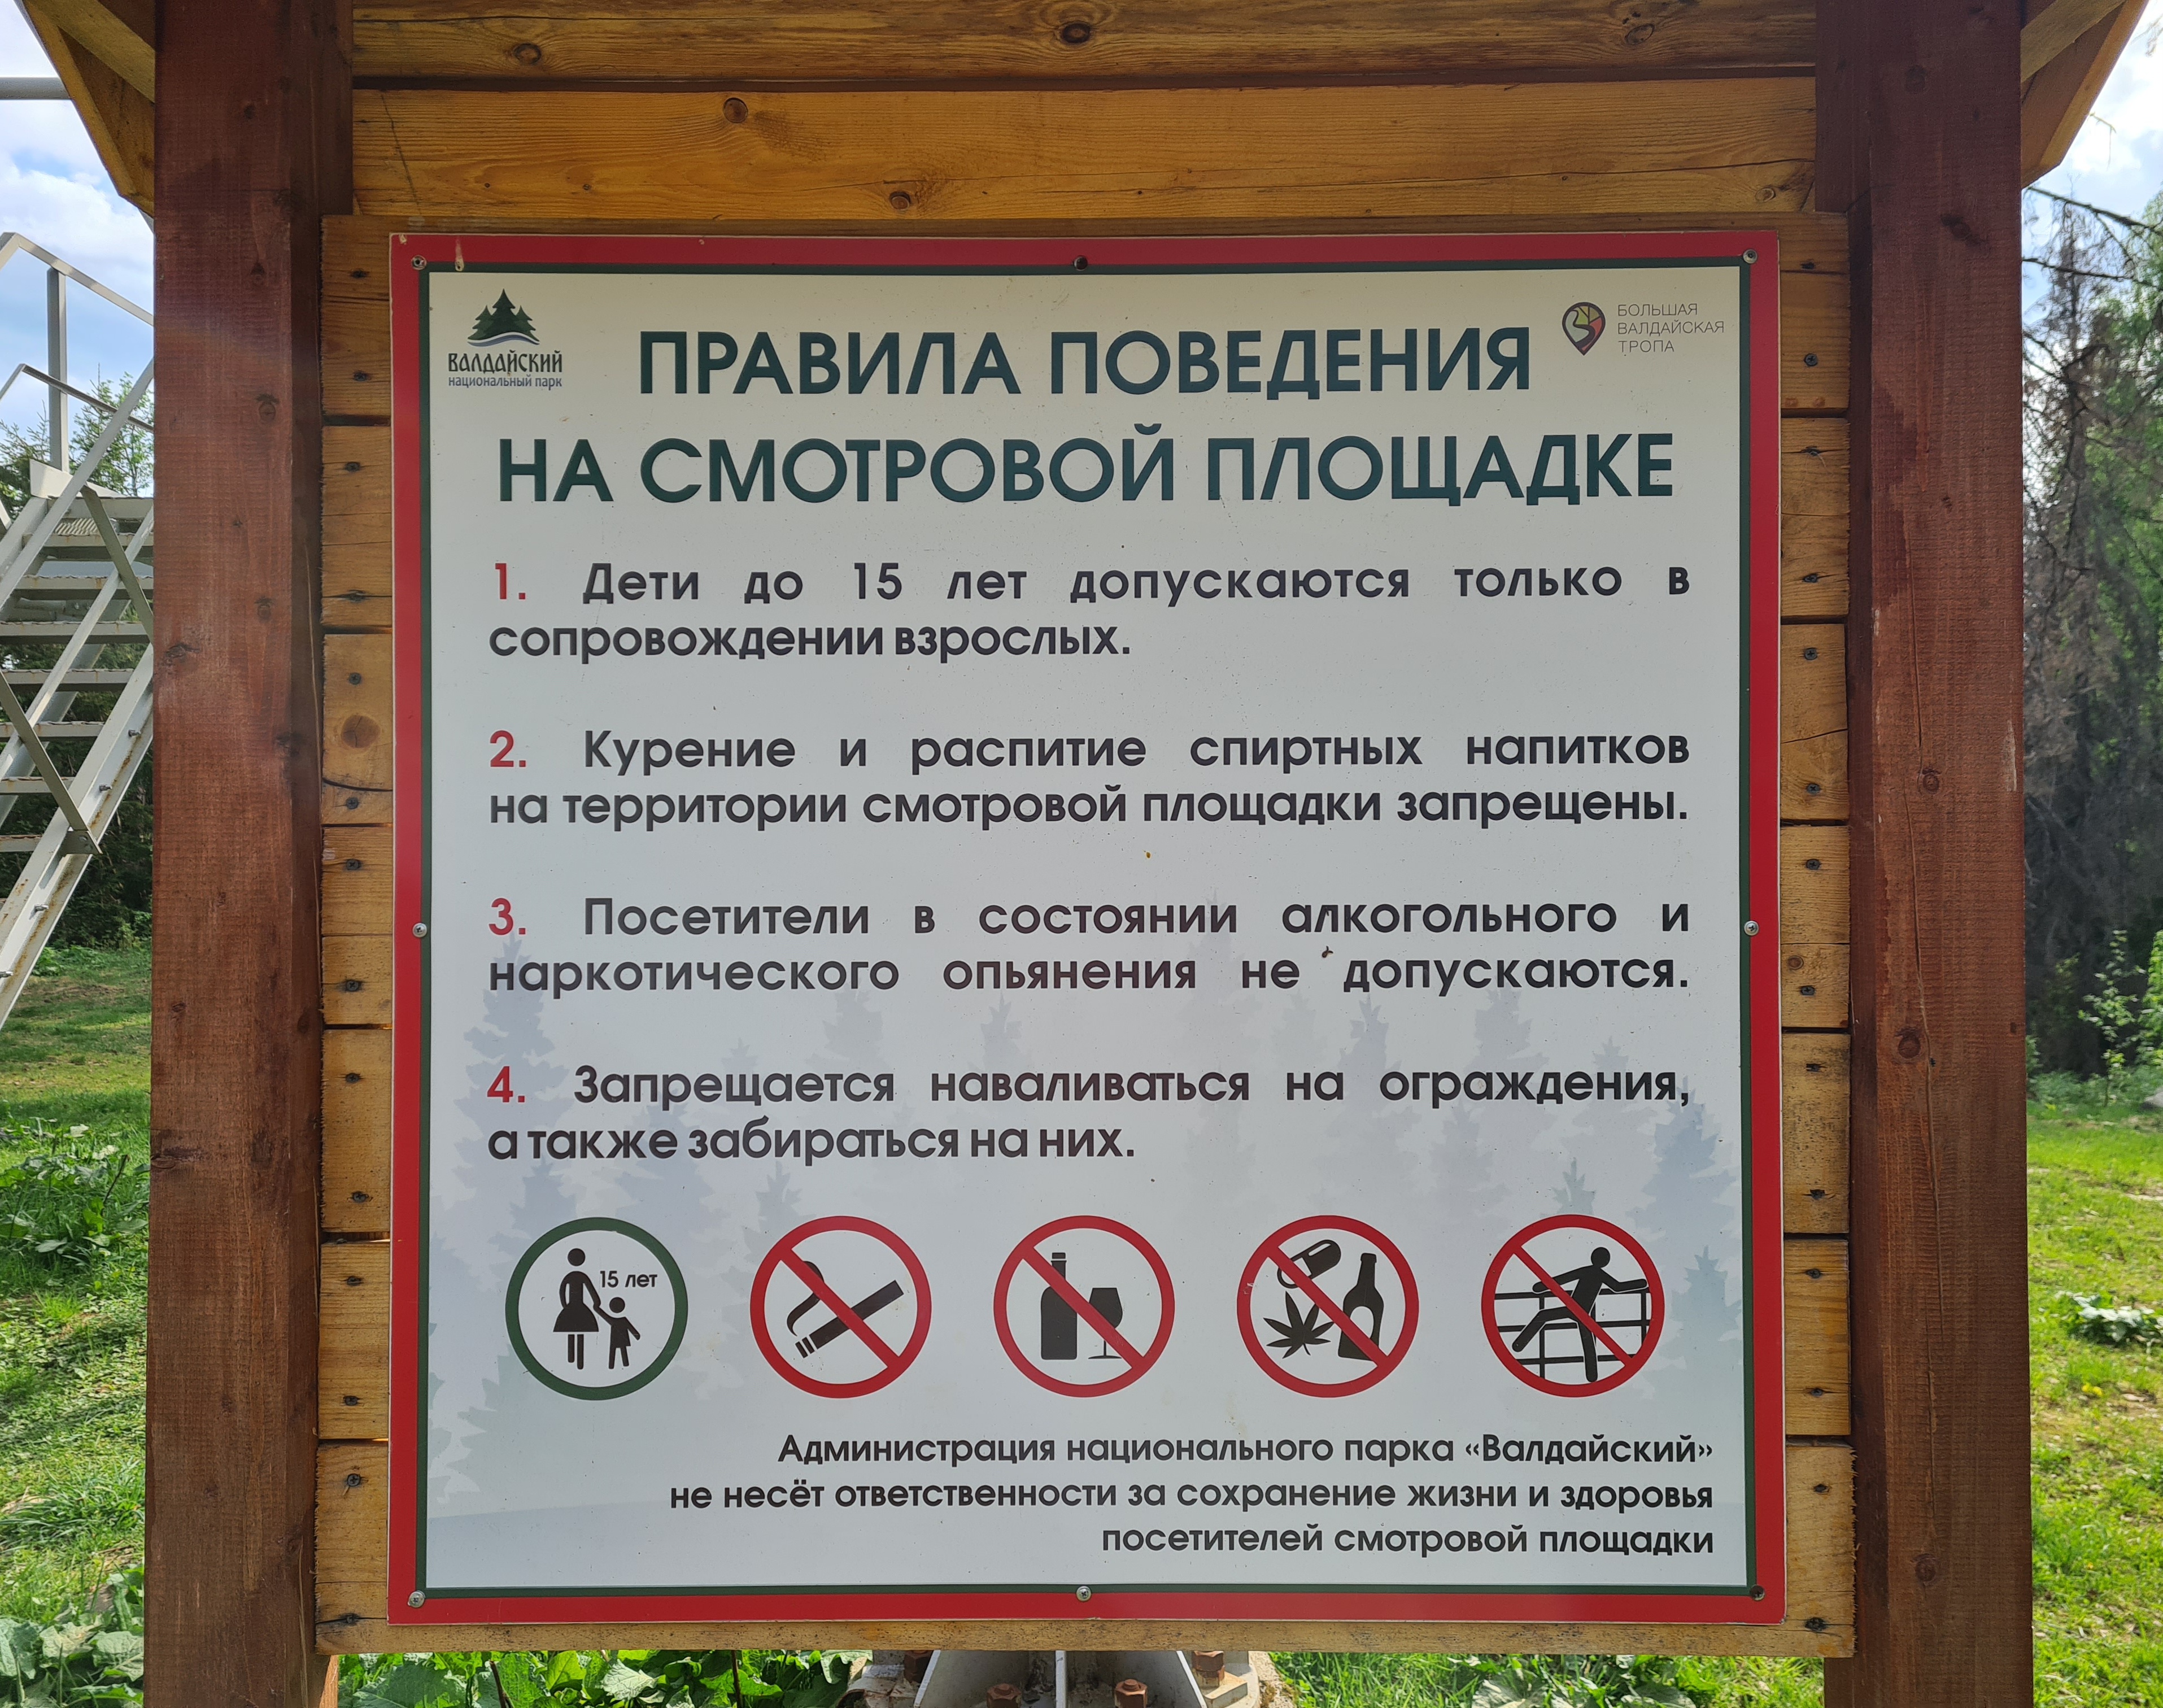 ВАЛДАЙСКИЙ
национальный парк
БОЛЬШАЯ
ВАЛДАЙСКАЯ
ТРОПА
ПРАВИЛА ПОВЕДЕНИЯ
НА СМОТРОВОЙ ПЛОЩАДКЕ
1. Дети до 15 лет допускаются только в
сопровождении взрослых.
2. Курение и распитие спиртных напитков
на территории смотровой площадки запрещены.
3. Посетители в состоянии алкогольного и
наркотического опьянения не допускаются.
4. Запрещается наваливаться на ограждения,
а также забираться на них.
15 лет
Администрация национального парка «Валдайский»
не несёт ответственности за сохранение жизни и здоровья
посетителей смотровой площадки